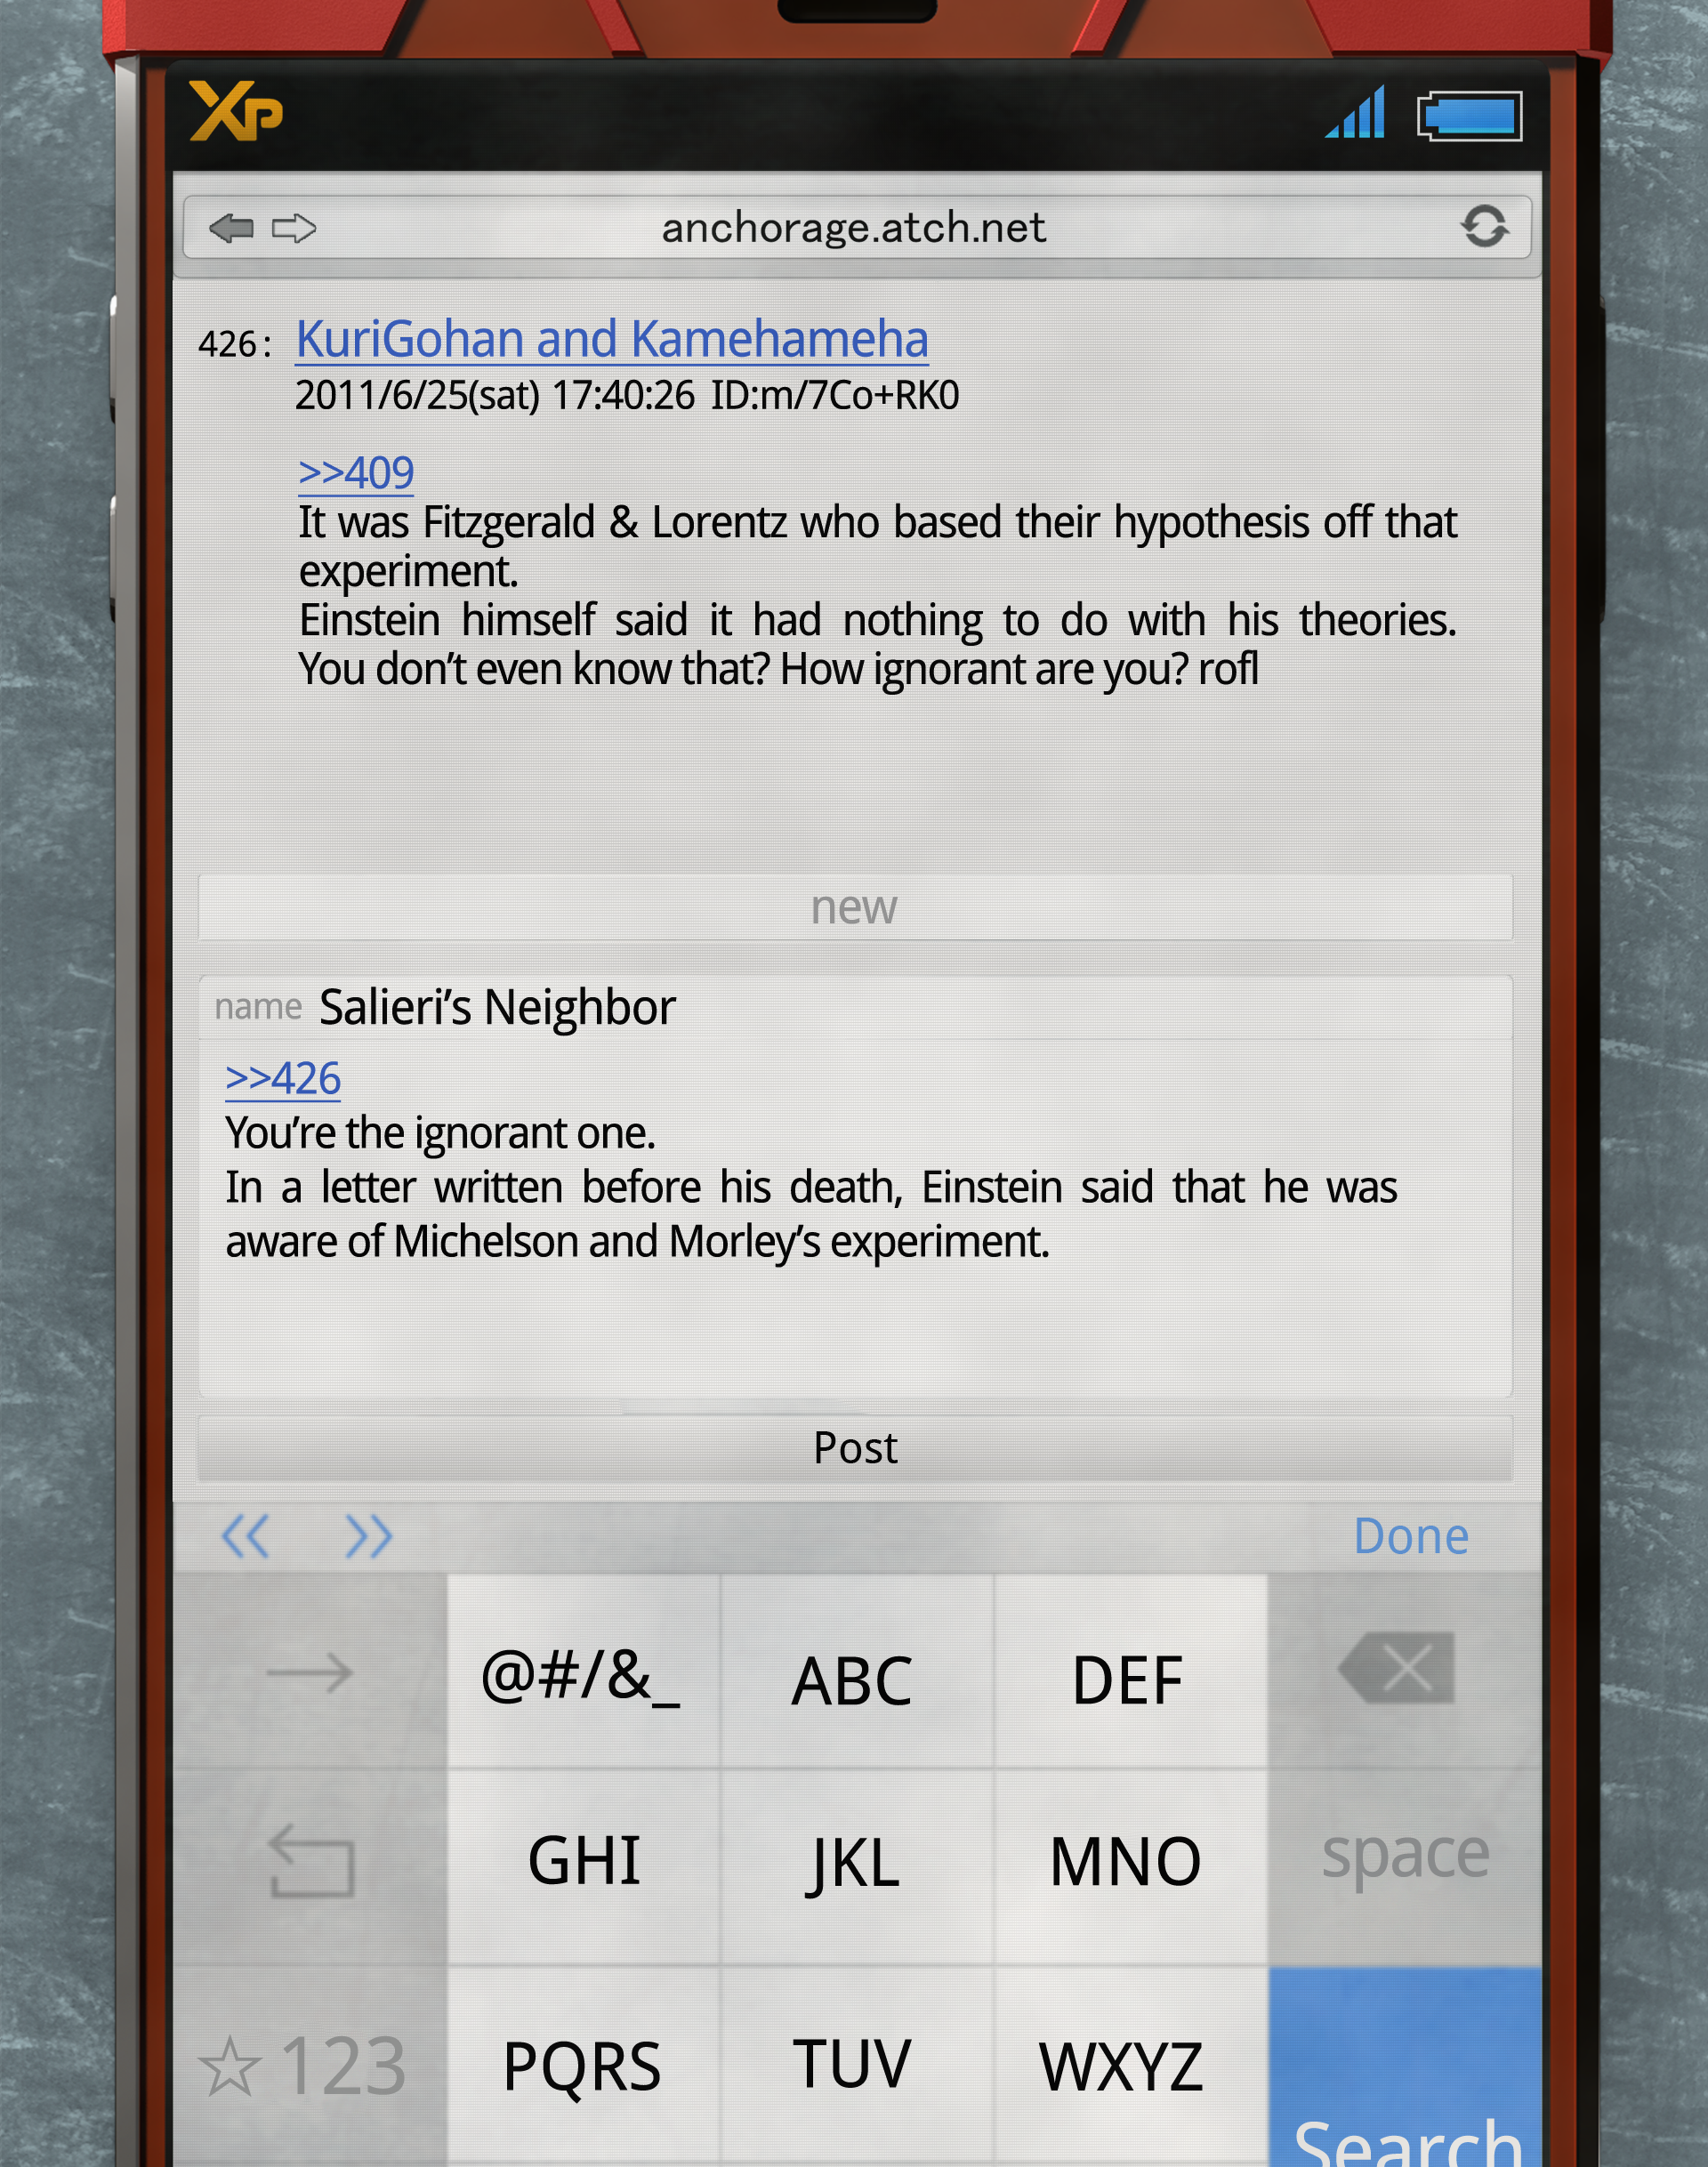 XP
anchorage.atch.net
426: KuriGohan and Kamehameha
2011/6/25(sat) 17:40:26 ID:m/7Co+RK0
>>409
It was Fitzgerald & Lorentz who based their hypothesis off that
experiment.
Einstein himself said it had nothing to do with his theories.
You don't even know that? How ignorant are you? rofl
new
name Salieri's Neighbor
>>426
You're the ignorant one.
In a letter written before his death, Einstein said that he was
aware of Michelson and Morley's experiment.
Post
Done
@#/&_ ABC DEF
GHI JKL MNO space
☆123 PQRS TUV WXYZ
Search